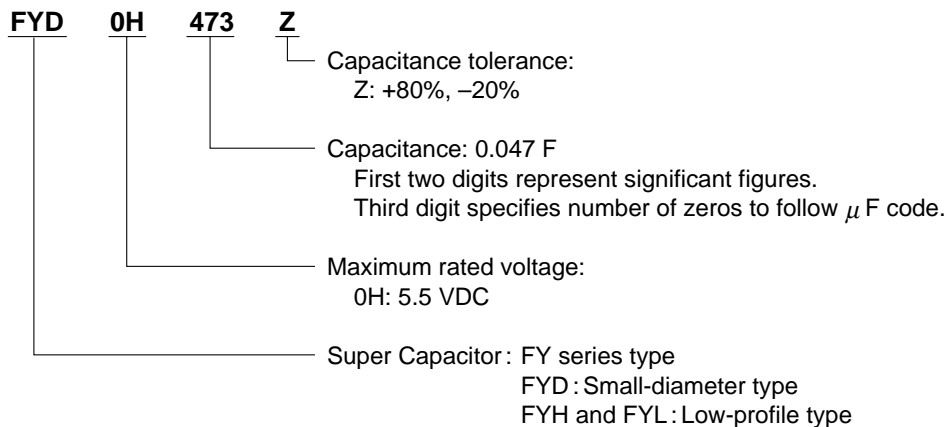 FYD 0H 473 Z
Capacitance tolerance:
Z: +80%, –20%
Capacitance: 0.047 F
First two digits represent significant figures.
Third digit specifies number of zeros to follow μ F code.
Maximum rated voltage:
0H: 5.5 VDC
Super Capacitor: FY series type
FYD: Small-diameter type
FYH and FYL: Low-profile type